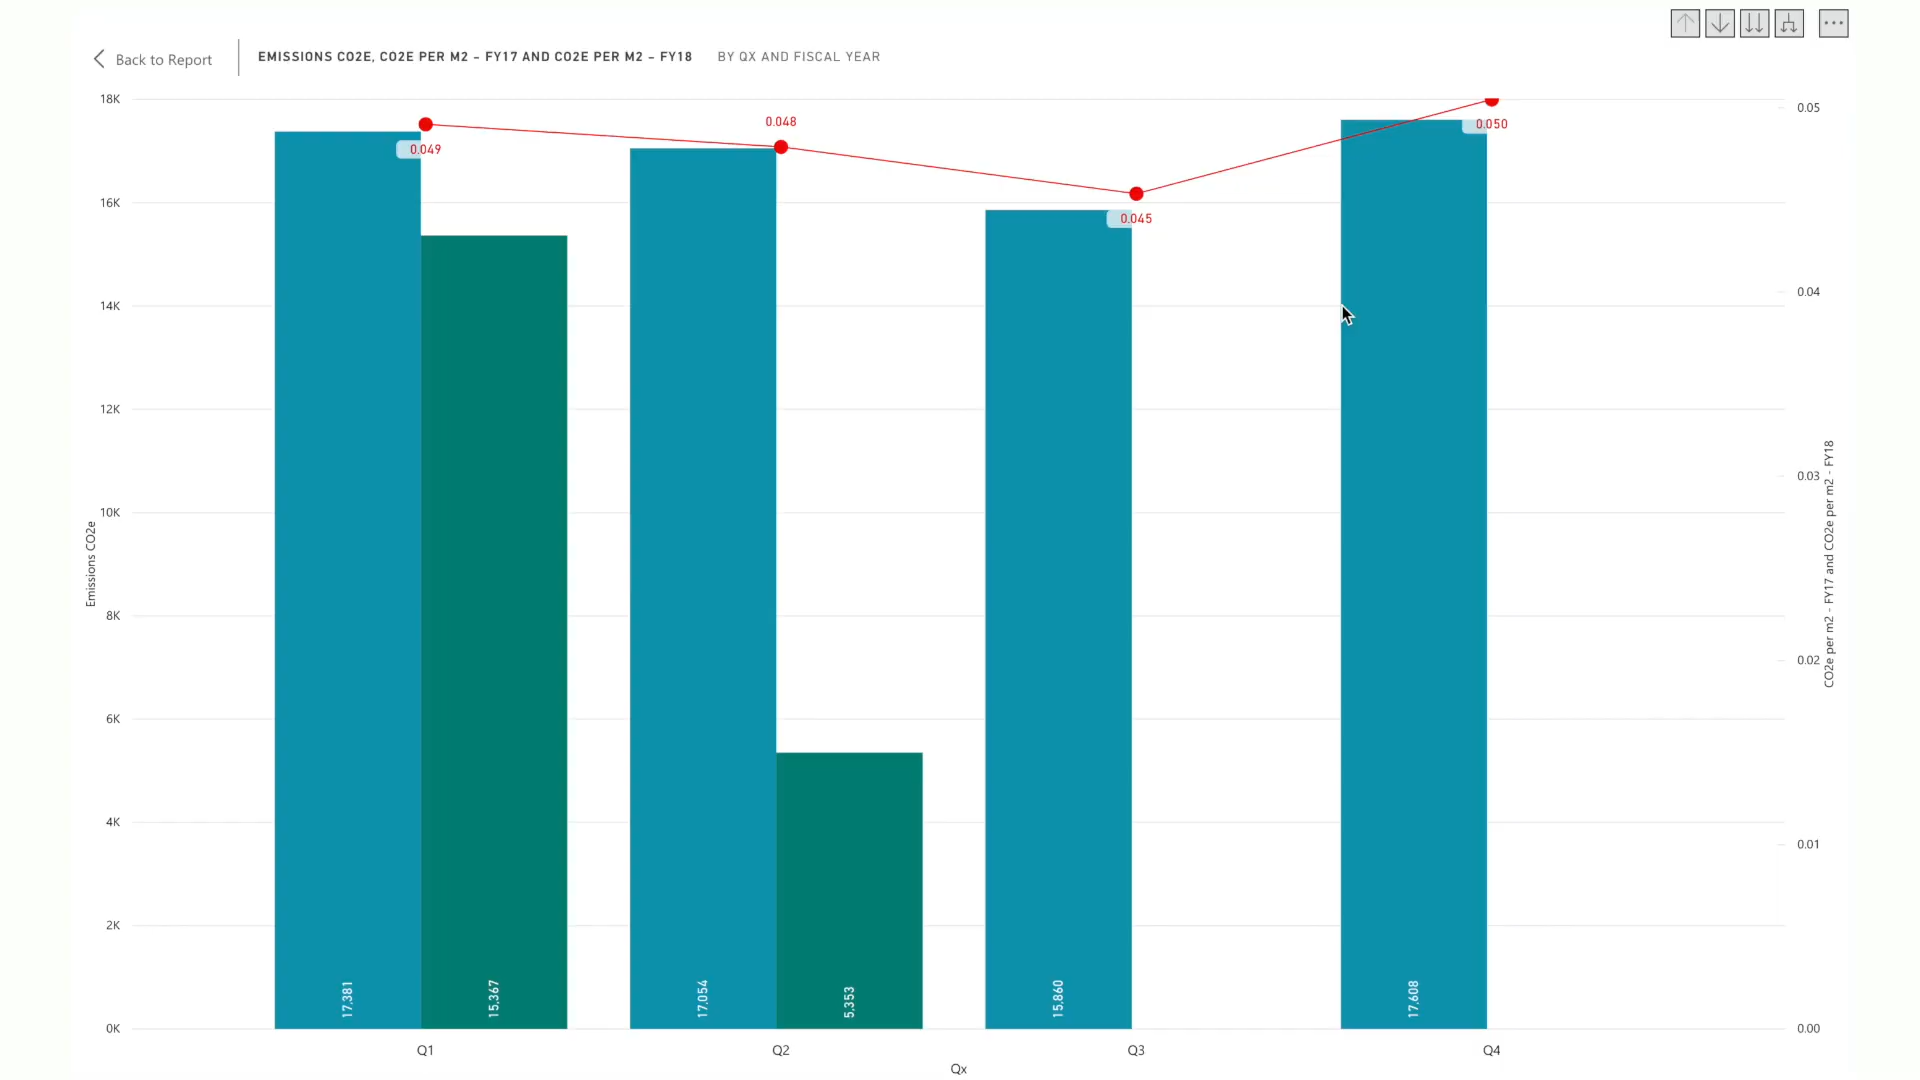 Back to Report
EMISSIONS CO2E, CO2E PER M2 – FY17 AND CO2E PER M2 – FY18 BY QX AND FISCAL YEAR
18K
16K
14K
12K
10K
8K
6K
4K
2K
0K
Emissions CO2e
0.049
0.048
0.045
0.050
17,381
15,367
17,054
5,353
15,860
17,608
Q1
Q2
Q3
Q4
Qx
0.05
0.04
0.03
0.02
0.01
0.00
CO2e per m2 - FY17 and CO2e per m2 - FY18